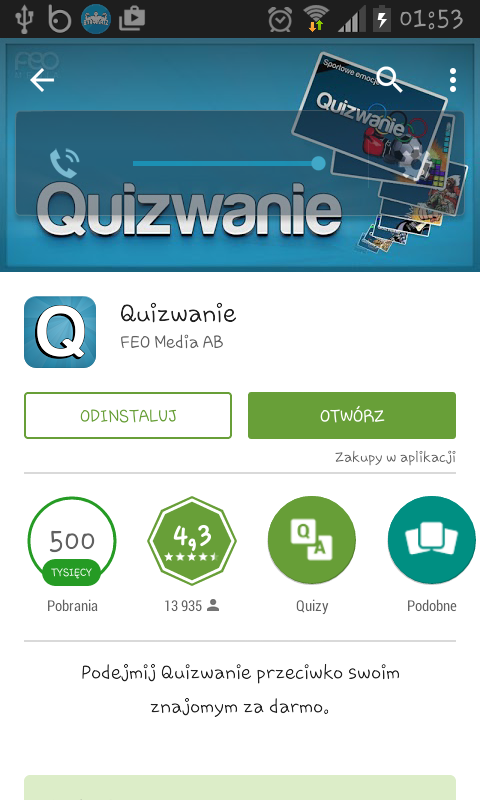 01:53
FEO
Sportowe emocje
Quizwanie
Quizwanie
Q
Quizwanie
FEO Media AB
ODINSTALUJ
OTWÓRZ
Zakupy w aplikacji
500
TYSIĘCY
4,3
Q
A
Pobrania
13 935
Quizy
Podobne
Podejmij Quizwanie przeciwko swoim
znajomym za darmo.